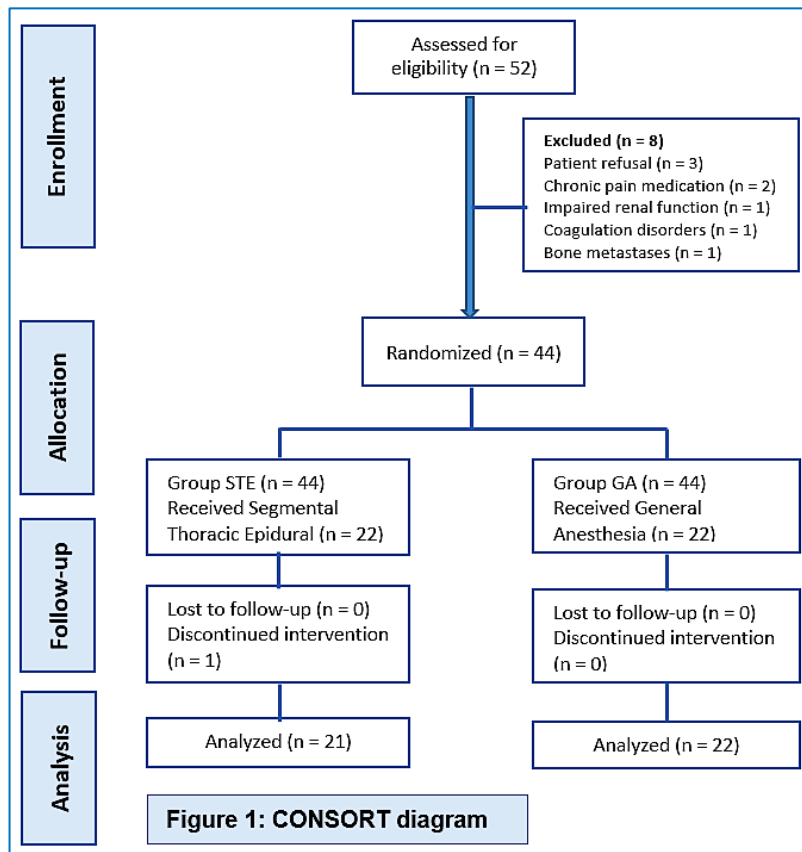 Enrollment
Assessed for
eligibility (n = 52)
Excluded (n = 8)
Patient refusal (n = 3)
Chronic pain medication (n = 2)
Impaired renal function (n = 1)
Coagulation disorders (n = 1)
Bone metastases (n = 1)
Allocation
Randomized (n = 44)
Group STE (n = 44)
Received Segmental
Thoracic Epidural (n = 22)
Group GA (n = 44)
Received General
Anesthesia (n = 22)
Follow-up
Lost to follow-up (n = 0)
Discontinued intervention
(n = 1)
Lost to follow-up (n = 0)
Discontinued intervention
(n = 0)
Analysis
Analyzed (n = 21)
Analyzed (n = 22)
Figure 1: CONSORT diagram